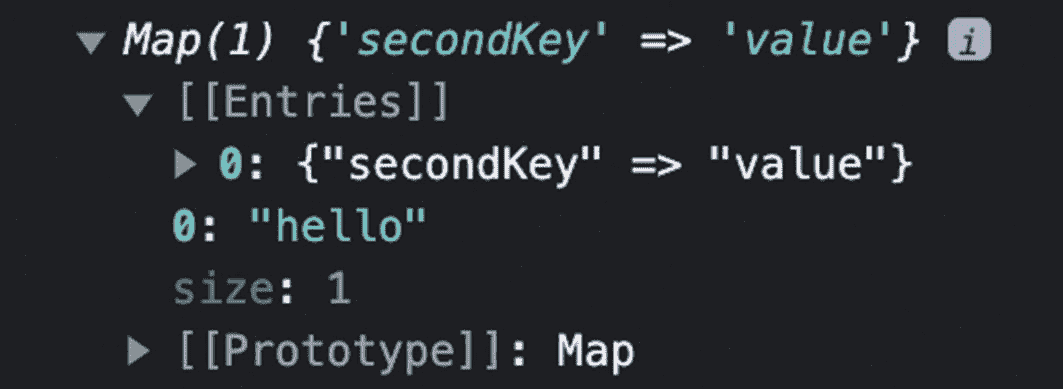 ▼ Map(1) {'secondKey' => 'value'} i
▼ [[Entries]]
▶ 0: {"secondKey" => "value"}
0: "hello"
size: 1
▶ [[Prototype]]: Map